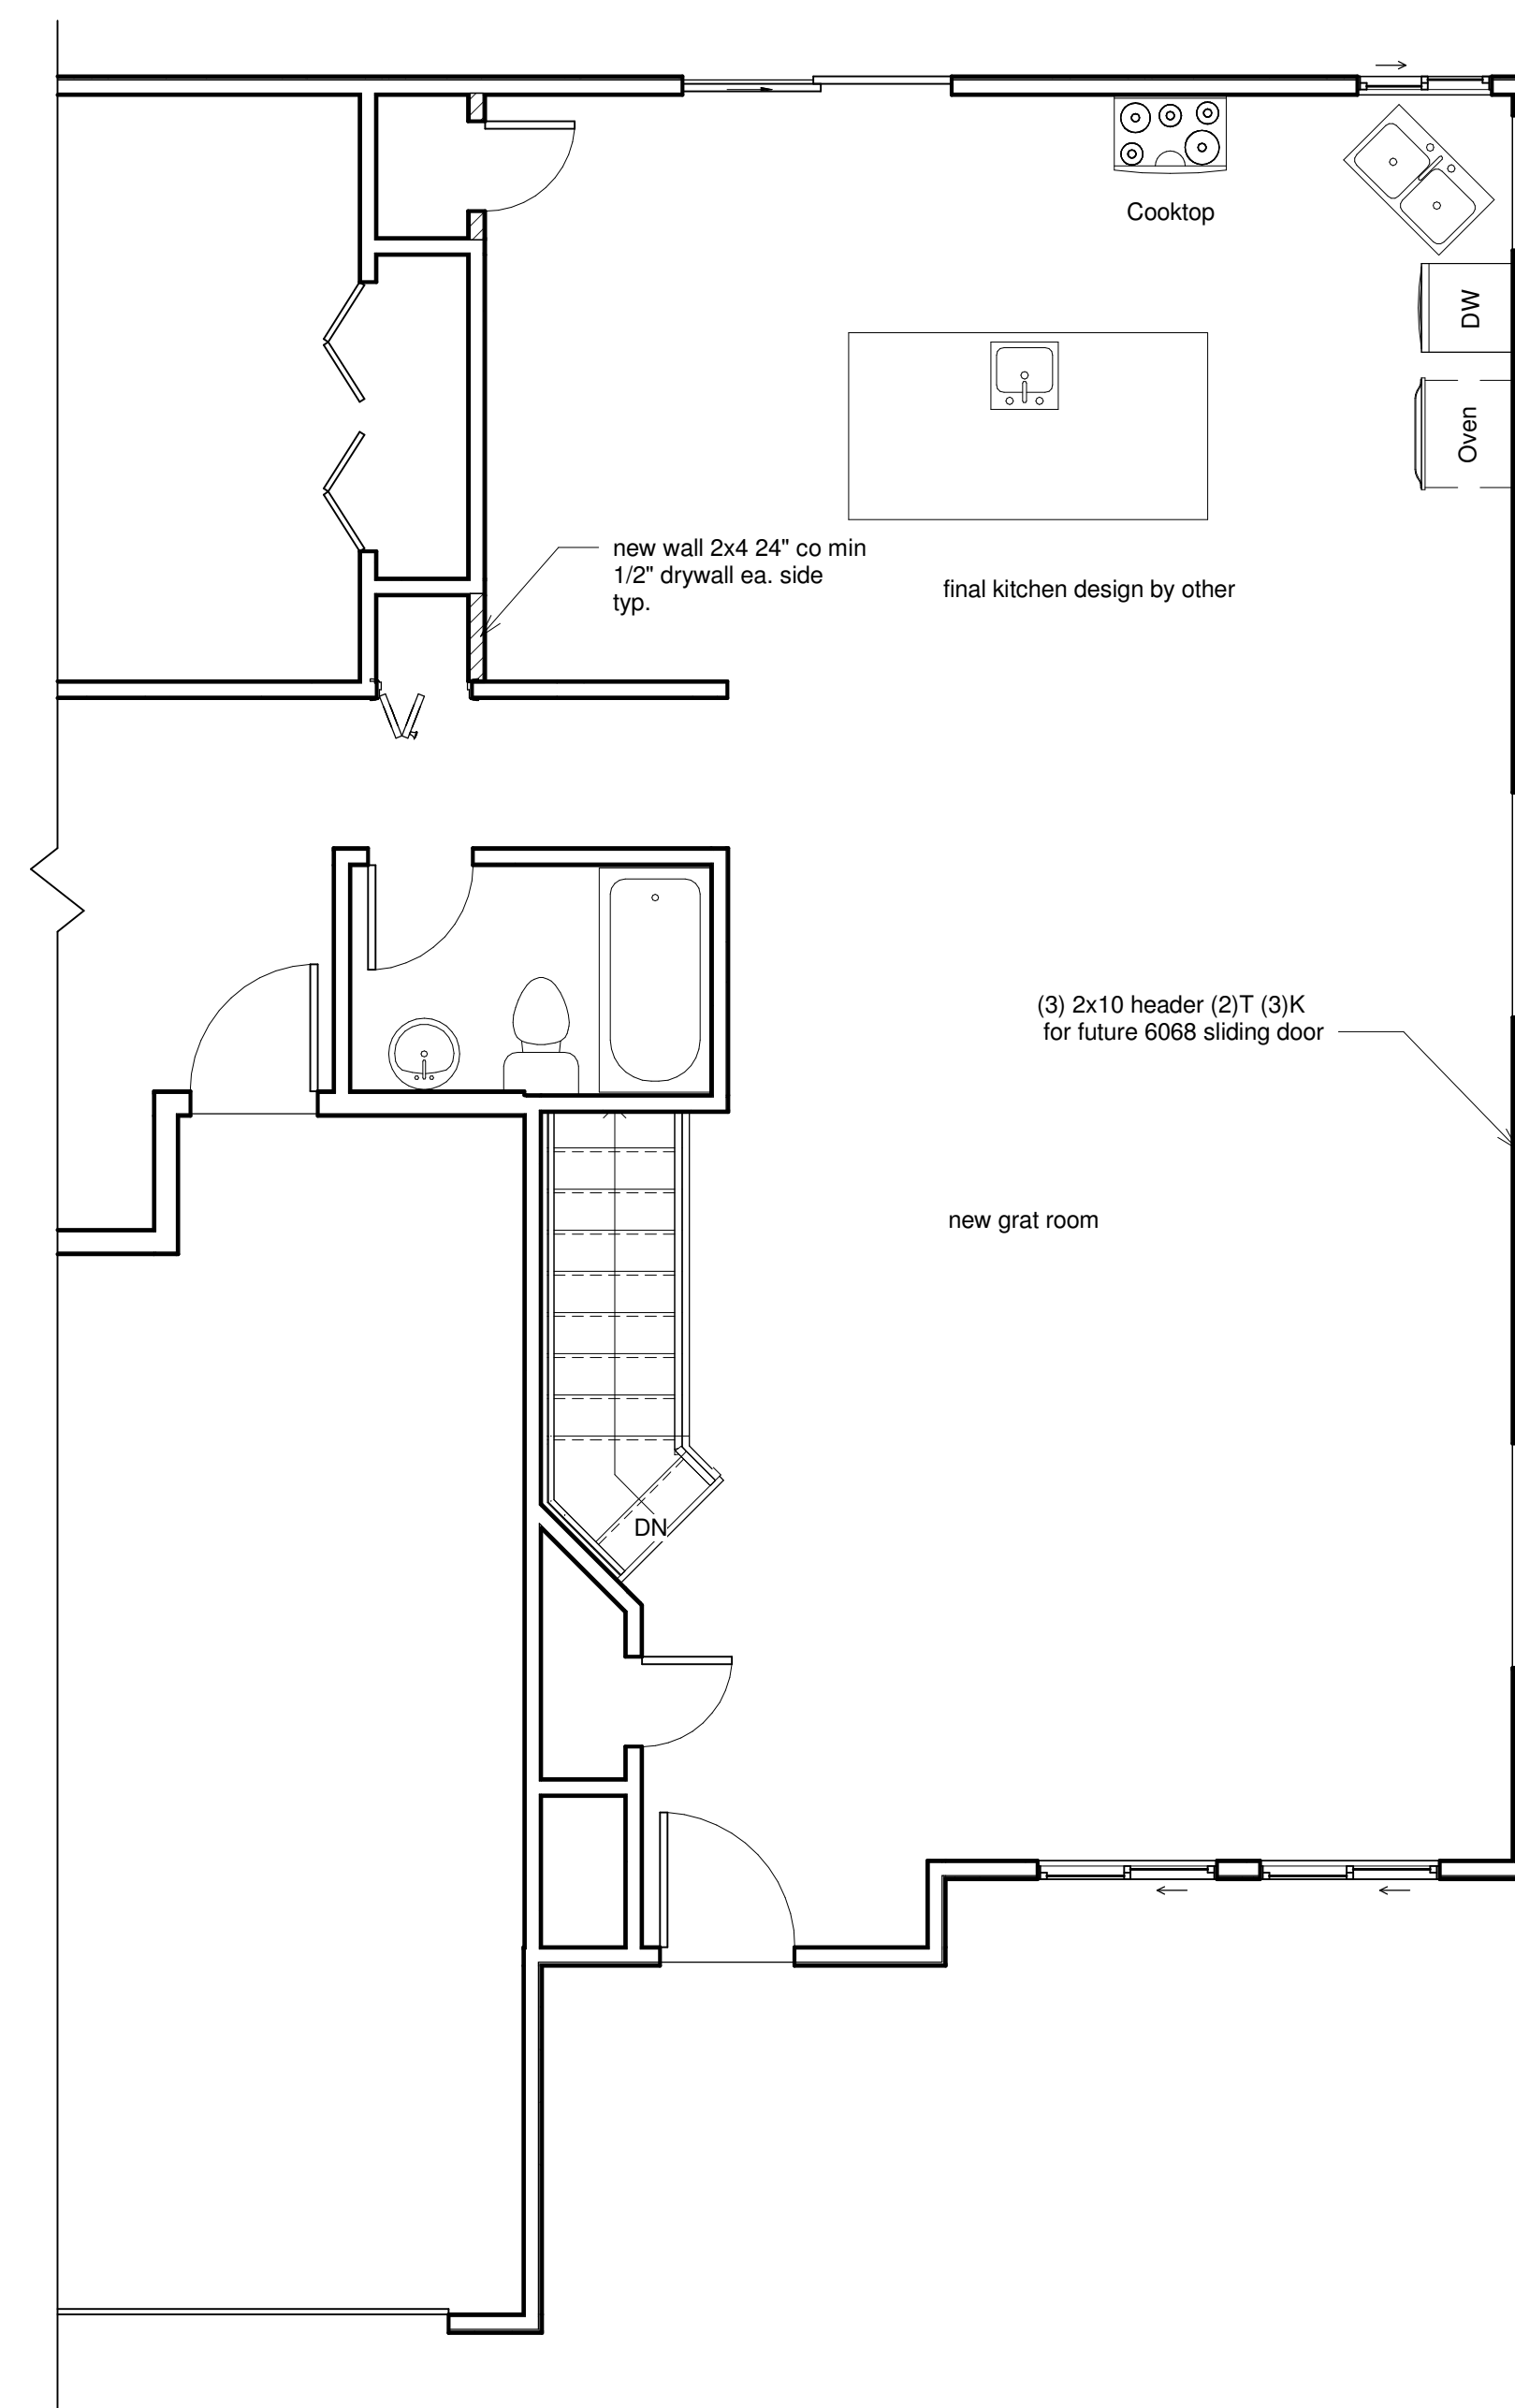 Cooktop
DW
Oven
new wall 2x4 24" co min
1/2" drywall ea. side
typ.
final kitchen design by other
(3) 2x10 header (2)T (3)K
for future 6068 sliding door
new grat room
DN